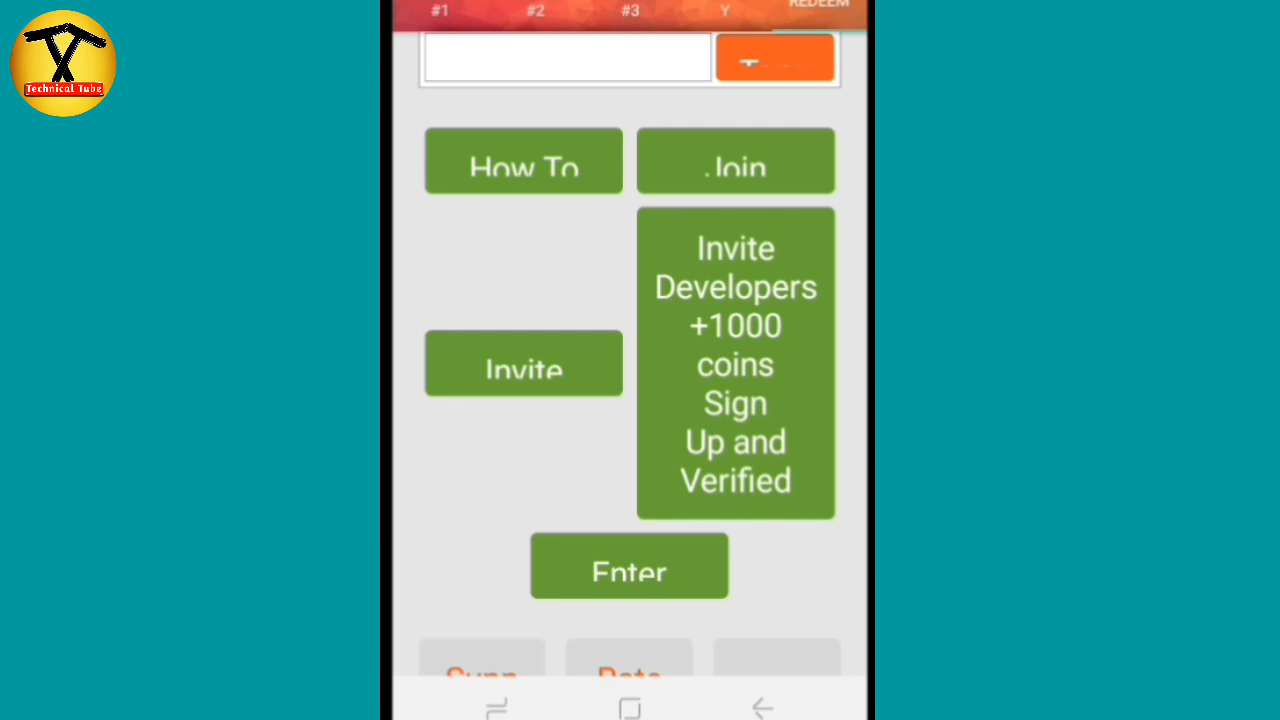 Technical Tube
#1 #2 #3 Y REDEEM
How To
Join
Invite
Developers
+1000
coins
Sign
Up and
Verified
Invite
Enter